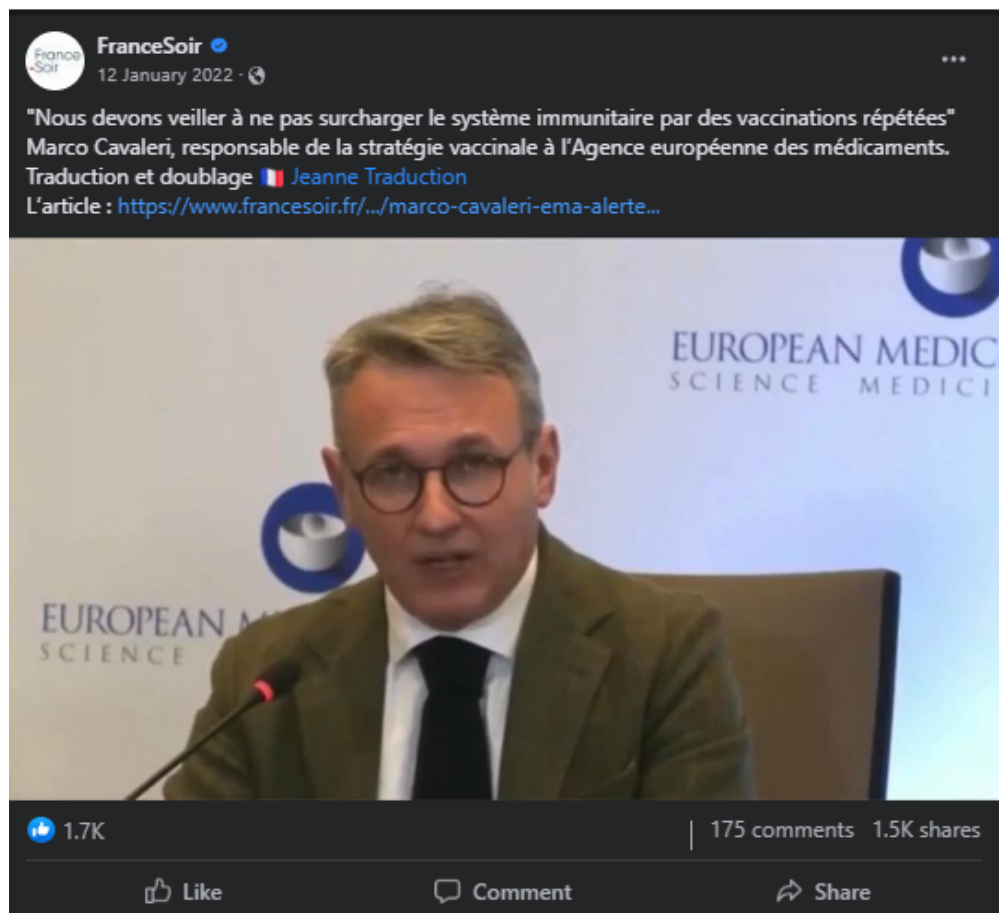 France
-Soir
FranceSoir
12 January 2022 ·
"Nous devons veiller à ne pas surcharger le système immunitaire par des vaccinations répétées"
Marco Cavaleri, responsable de la stratégie vaccinale à l'Agence européenne des médicaments.
Traduction et doublage 🇫🇷 Jeanne Traduction
L'article : https://www.francesoir.fr/.../marco-cavaleri-ema-alerte...
EUROPEAN MEDIC
SCIENCE MEDICI
EUROPEAN M
SCIENCE
1.7K
175 comments 1.5K shares
Like Comment Share